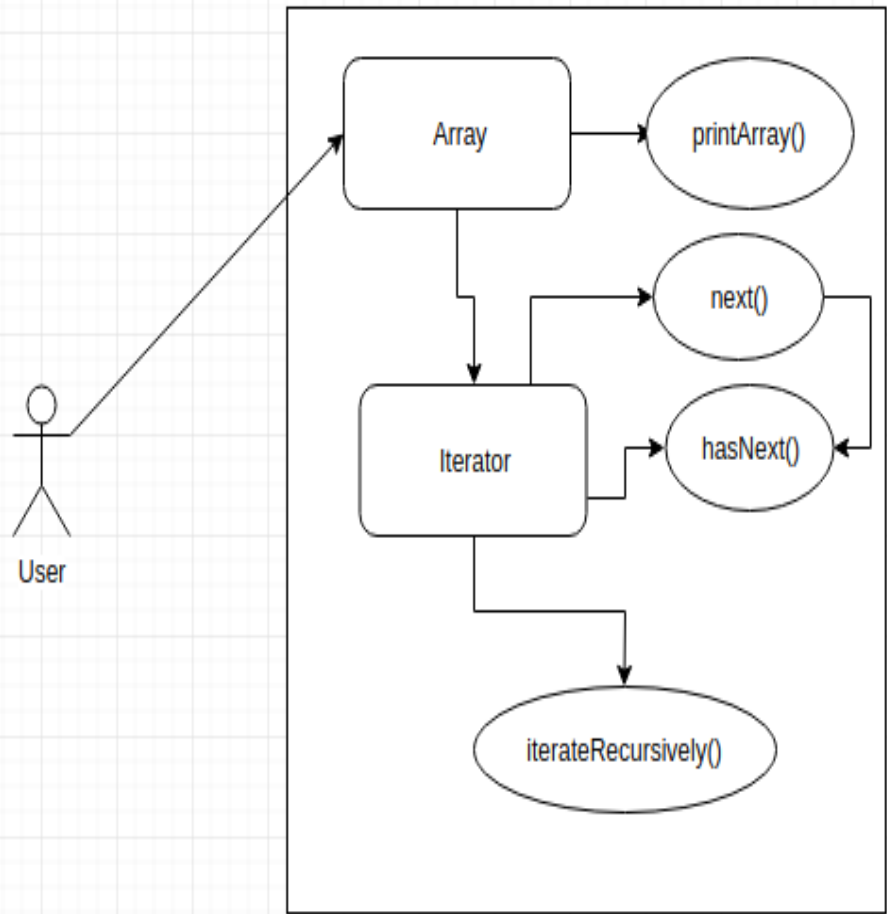 Array
printArray()
next()
Iterator
hasNext()
User
iterateRecursively()